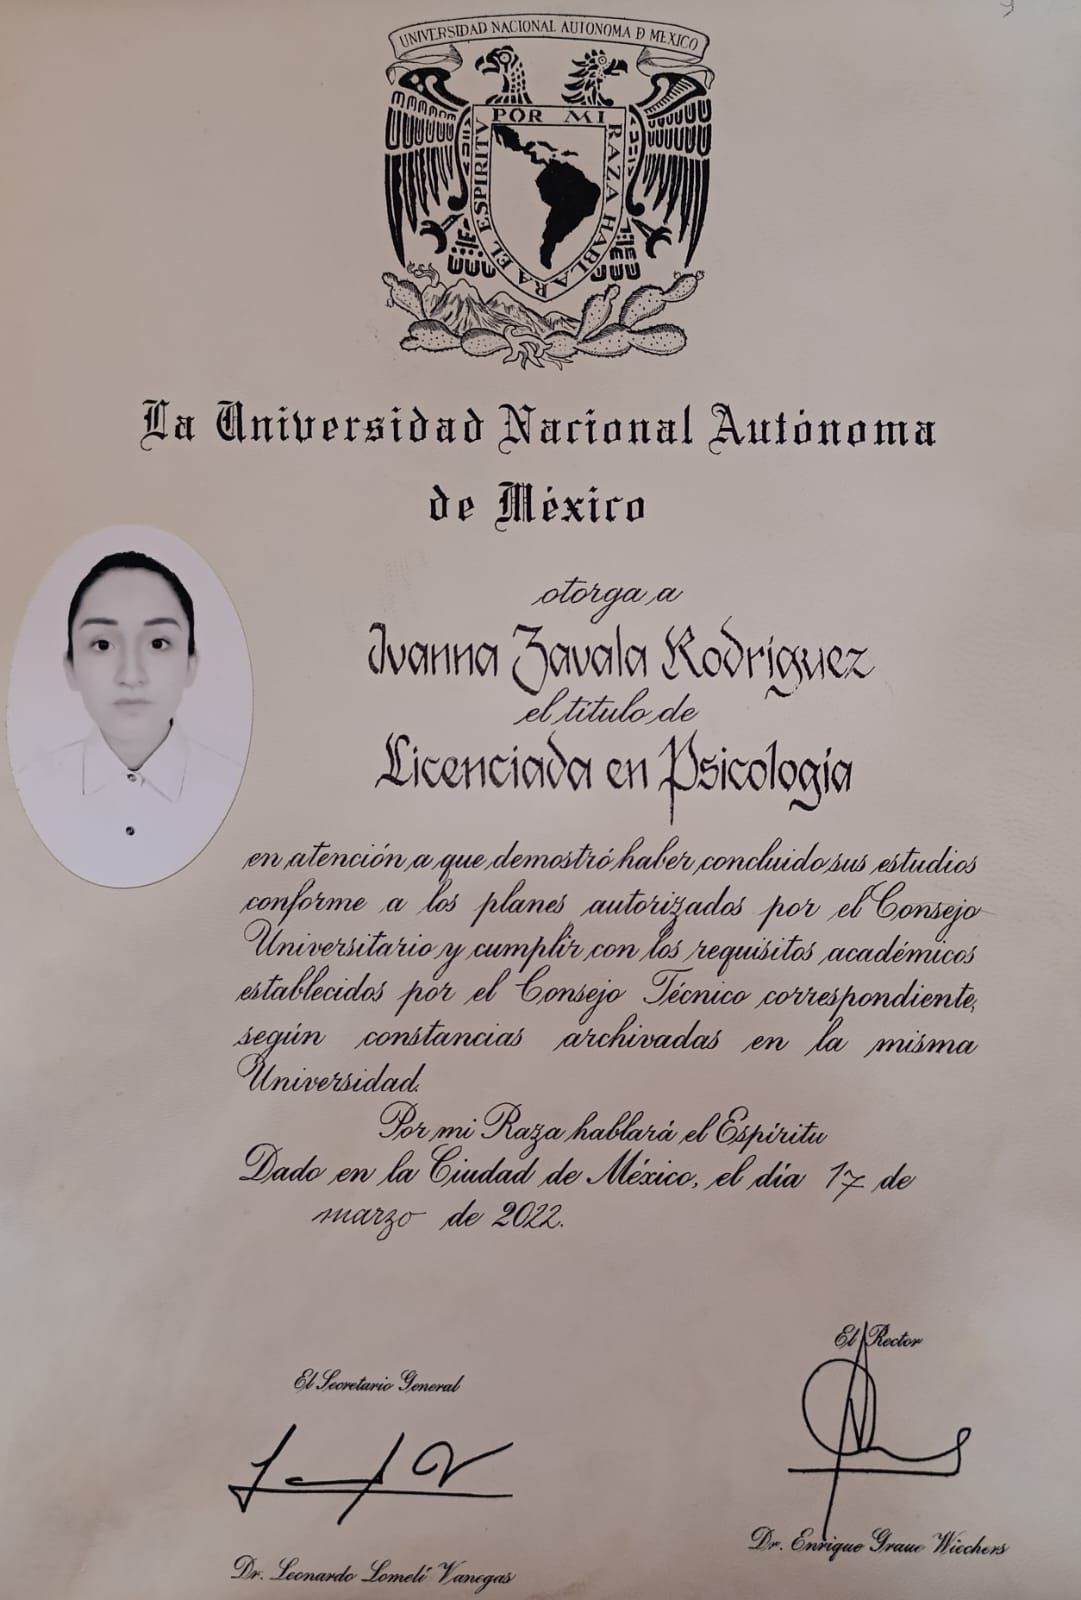 UNIVERSIDAD NACIONAL AUTONOMA D MEXICO
POR MI RAZA HABLARA EL ESPIRITU
La Universidad Nacional Autónoma
de México
otorga a
Ivanna Zavala Rodríguez
el título de
Licenciada en Psicología
en atención a que demostró haber concluido sus estudios
conforme a los planes autorizados por el Consejo
Universitario y cumplir con los requisitos académicos
establecidos por el Consejo Técnico correspondiente,
según constancias archivadas en la misma
Universidad.
Por mi Raza hablará el Espíritu
Dado en la Ciudad de México, el día 17 de
marzo de 2022.
El Rector
El Secretario General
Dr. Enrique Graue Wiechers
Dr. Leonardo Lomelí Vanegas